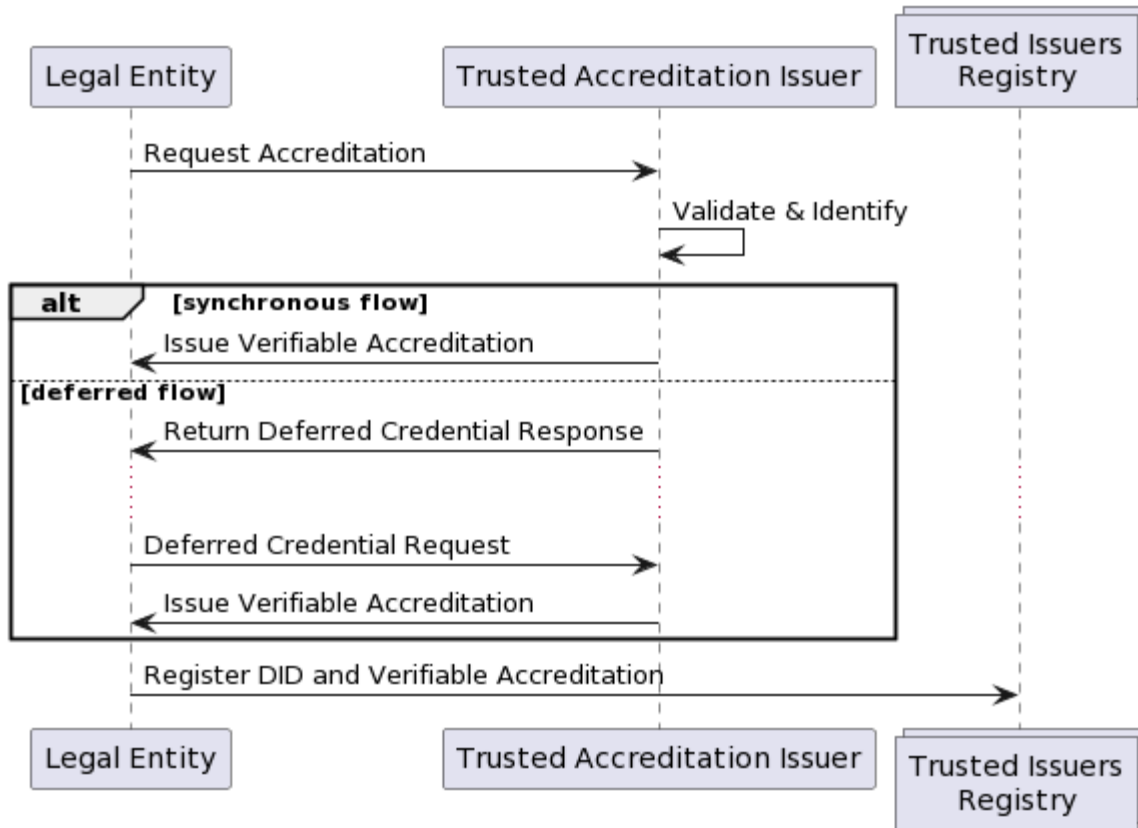 Legal Entity
Trusted Accreditation Issuer
Trusted Issuers
Registry
Request Accreditation
Validate & Identify
alt
[synchronous flow]
Issue Verifiable Accreditation
[deferred flow]
Return Deferred Credential Response
Deferred Credential Request
Issue Verifiable Accreditation
Register DID and Verifiable Accreditation
Legal Entity
Trusted Accreditation Issuer
Trusted Issuers
Registry